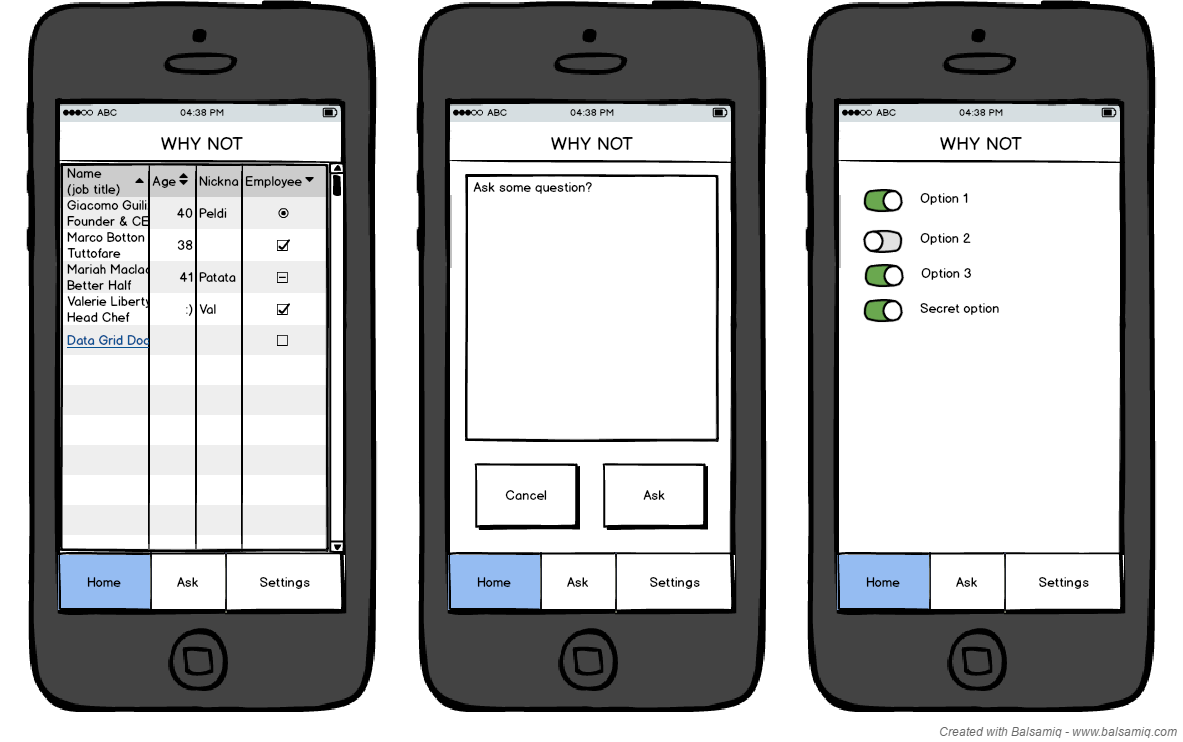 ABC 04:38 PM
WHY NOT
Name
(job title)
Age
Nickna
Employee
Giacomo Guili
Founder & CE
40
Peldi
Marco Botton
Tuttofare
38
Mariah Maclac
Better Half
41
Patata
Valerie Liberty
Head Chef
:)
Val
Data Grid Doc
Home
Ask
Settings
ABC 04:38 PM
WHY NOT
Ask some question?
Cancel
Ask
Home
Ask
Settings
ABC 04:38 PM
WHY NOT
Option 1
Option 2
Option 3
Secret option
Home
Ask
Settings
Created with Balsamiq - www.balsamiq.com